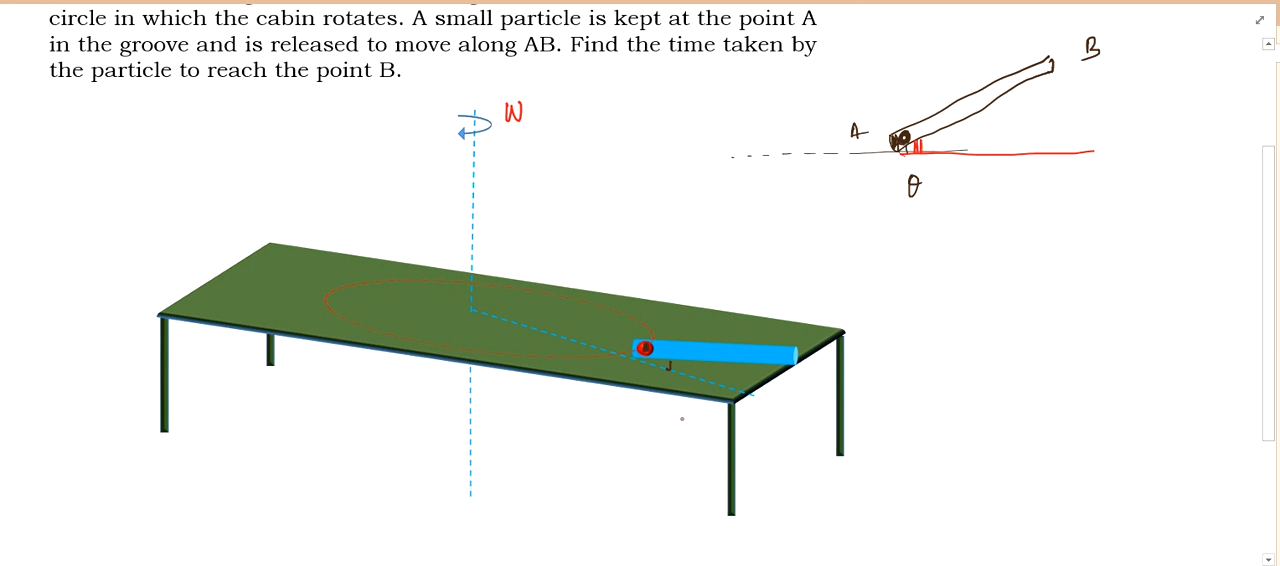 circle in which the cabin rotates. A small particle is kept at the point A
in the groove and is released to move along AB. Find the time taken by
the particle to reach the point B.
W
A
B
θ